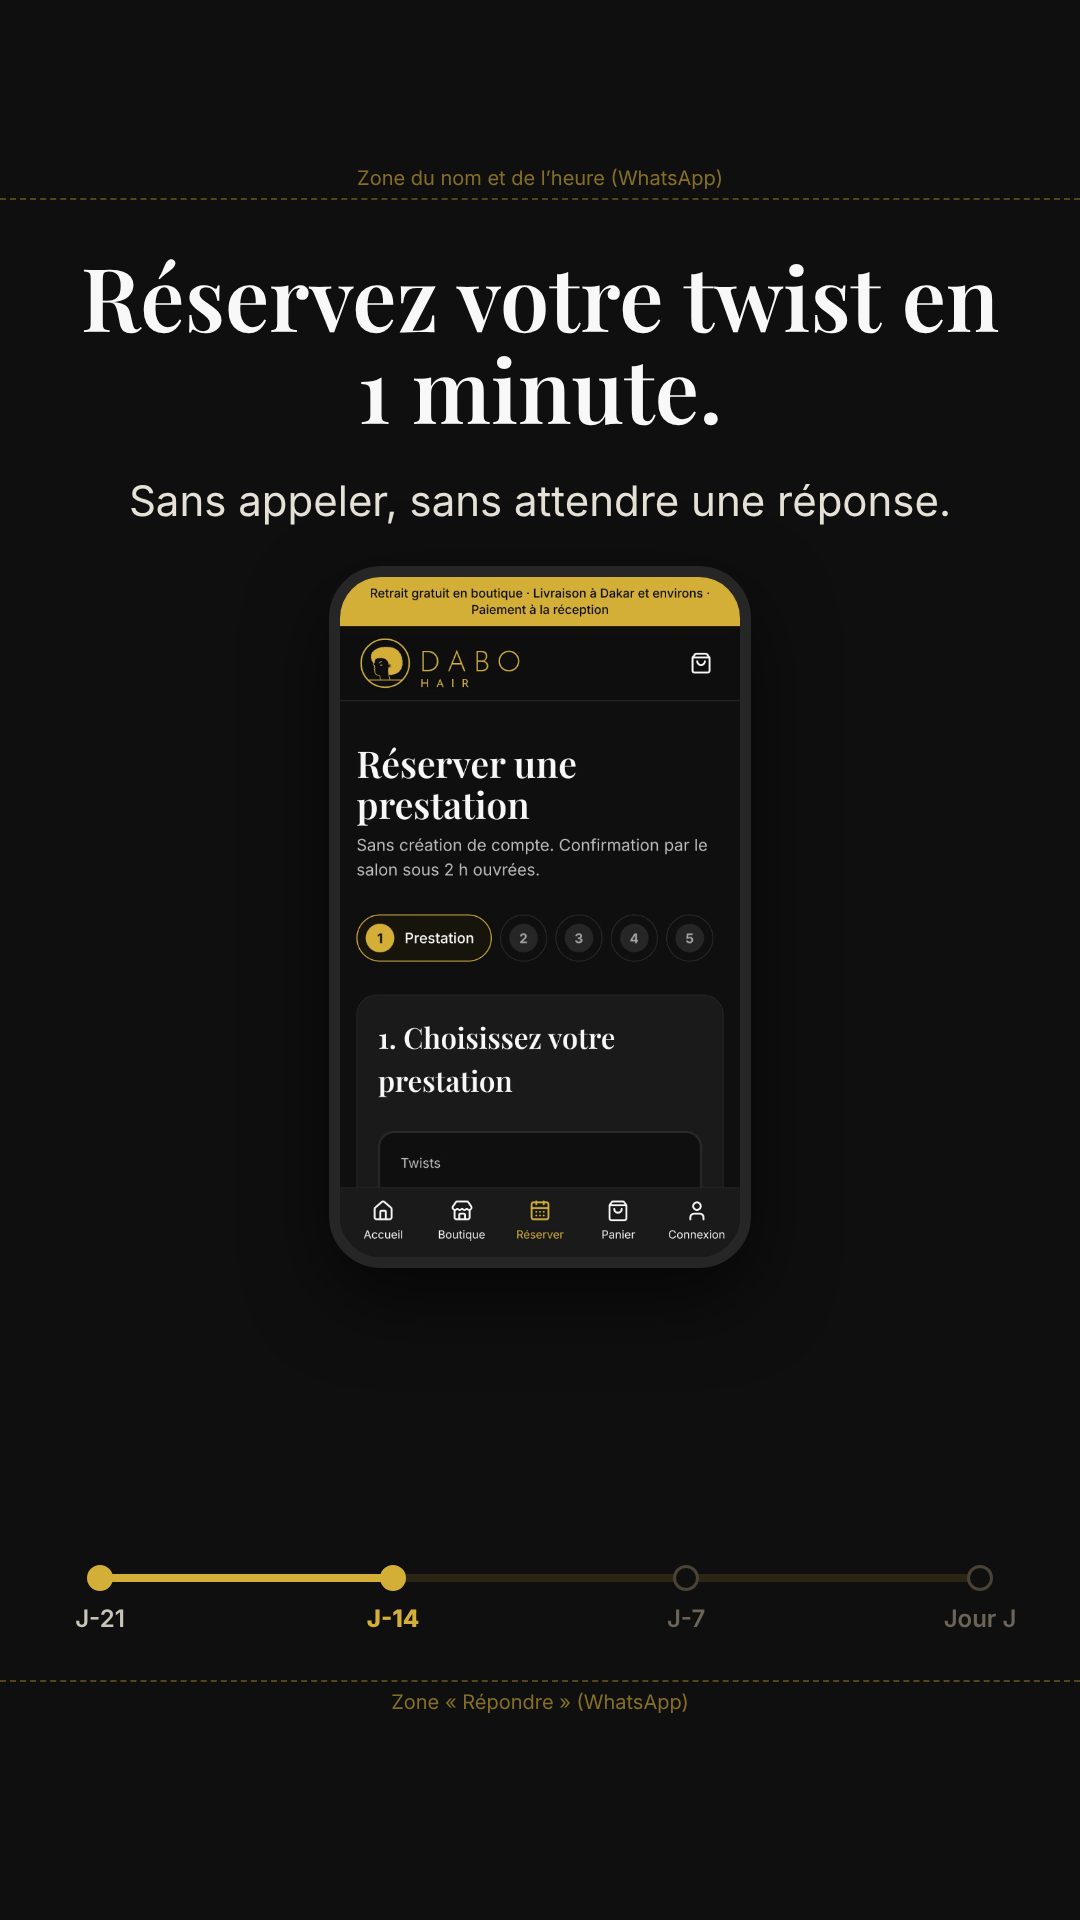 Zone du nom et de l’heure (WhatsApp)
Réservez votre twist en
1 minute.
Sans appeler, sans attendre une réponse.
Retrait gratuit en boutique · Livraison à Dakar et environs ·
Paiement à la réception
DABO
HAIR
Réserver une
prestation
Sans création de compte. Confirmation par le
salon sous 2 h ouvrées.
1 Prestation 2 3 4 5
1. Choisissez votre
prestation
Twists
Accueil Boutique Réserver Panier Connexion
J-21 J-14 J-7 Jour J
Zone « Répondre » (WhatsApp)